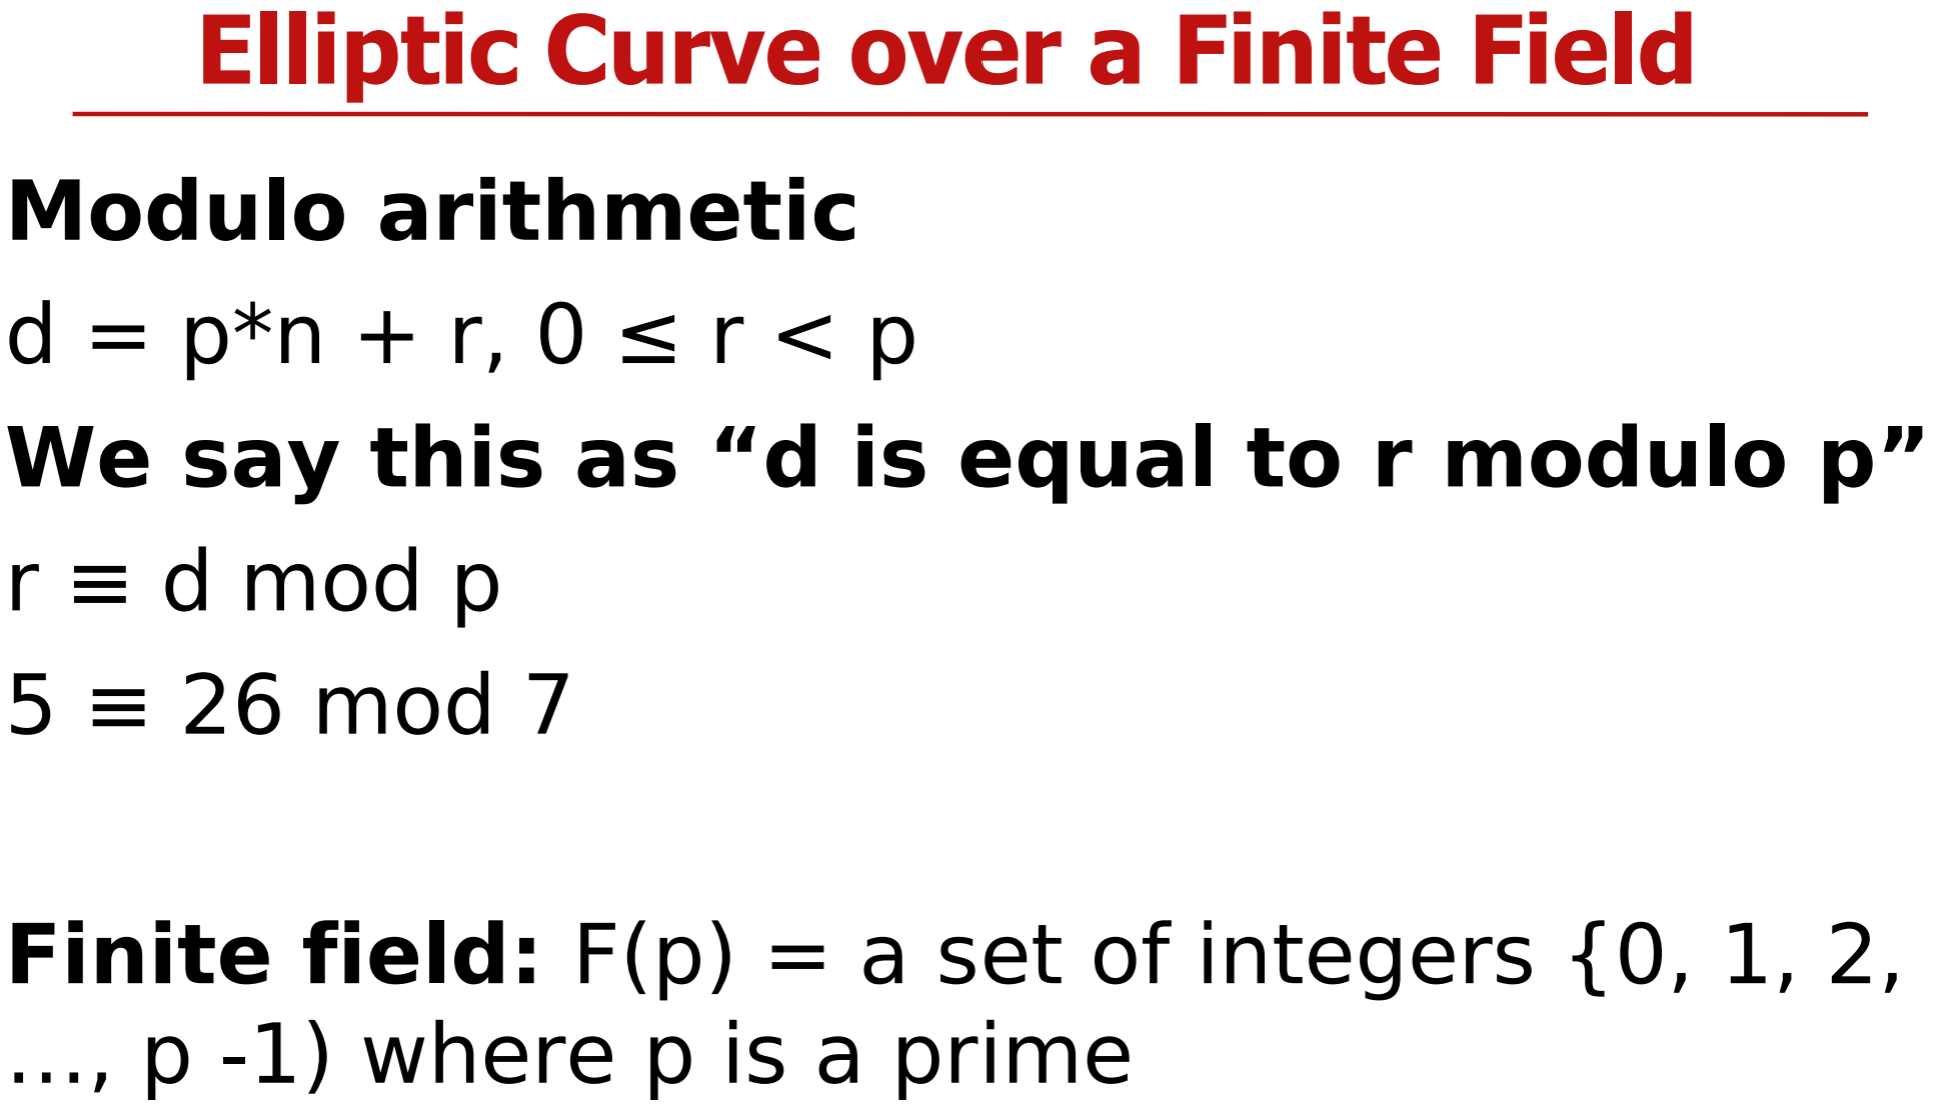 Elliptic Curve over a Finite Field
Modulo arithmetic
d = p*n + r, 0 ≤ r < p
We say this as “d is equal to r modulo p”
r ≡ d mod p
5 ≡ 26 mod 7
Finite field: F(p) = a set of integers {0, 1, 2,
…, p -1) where p is a prime